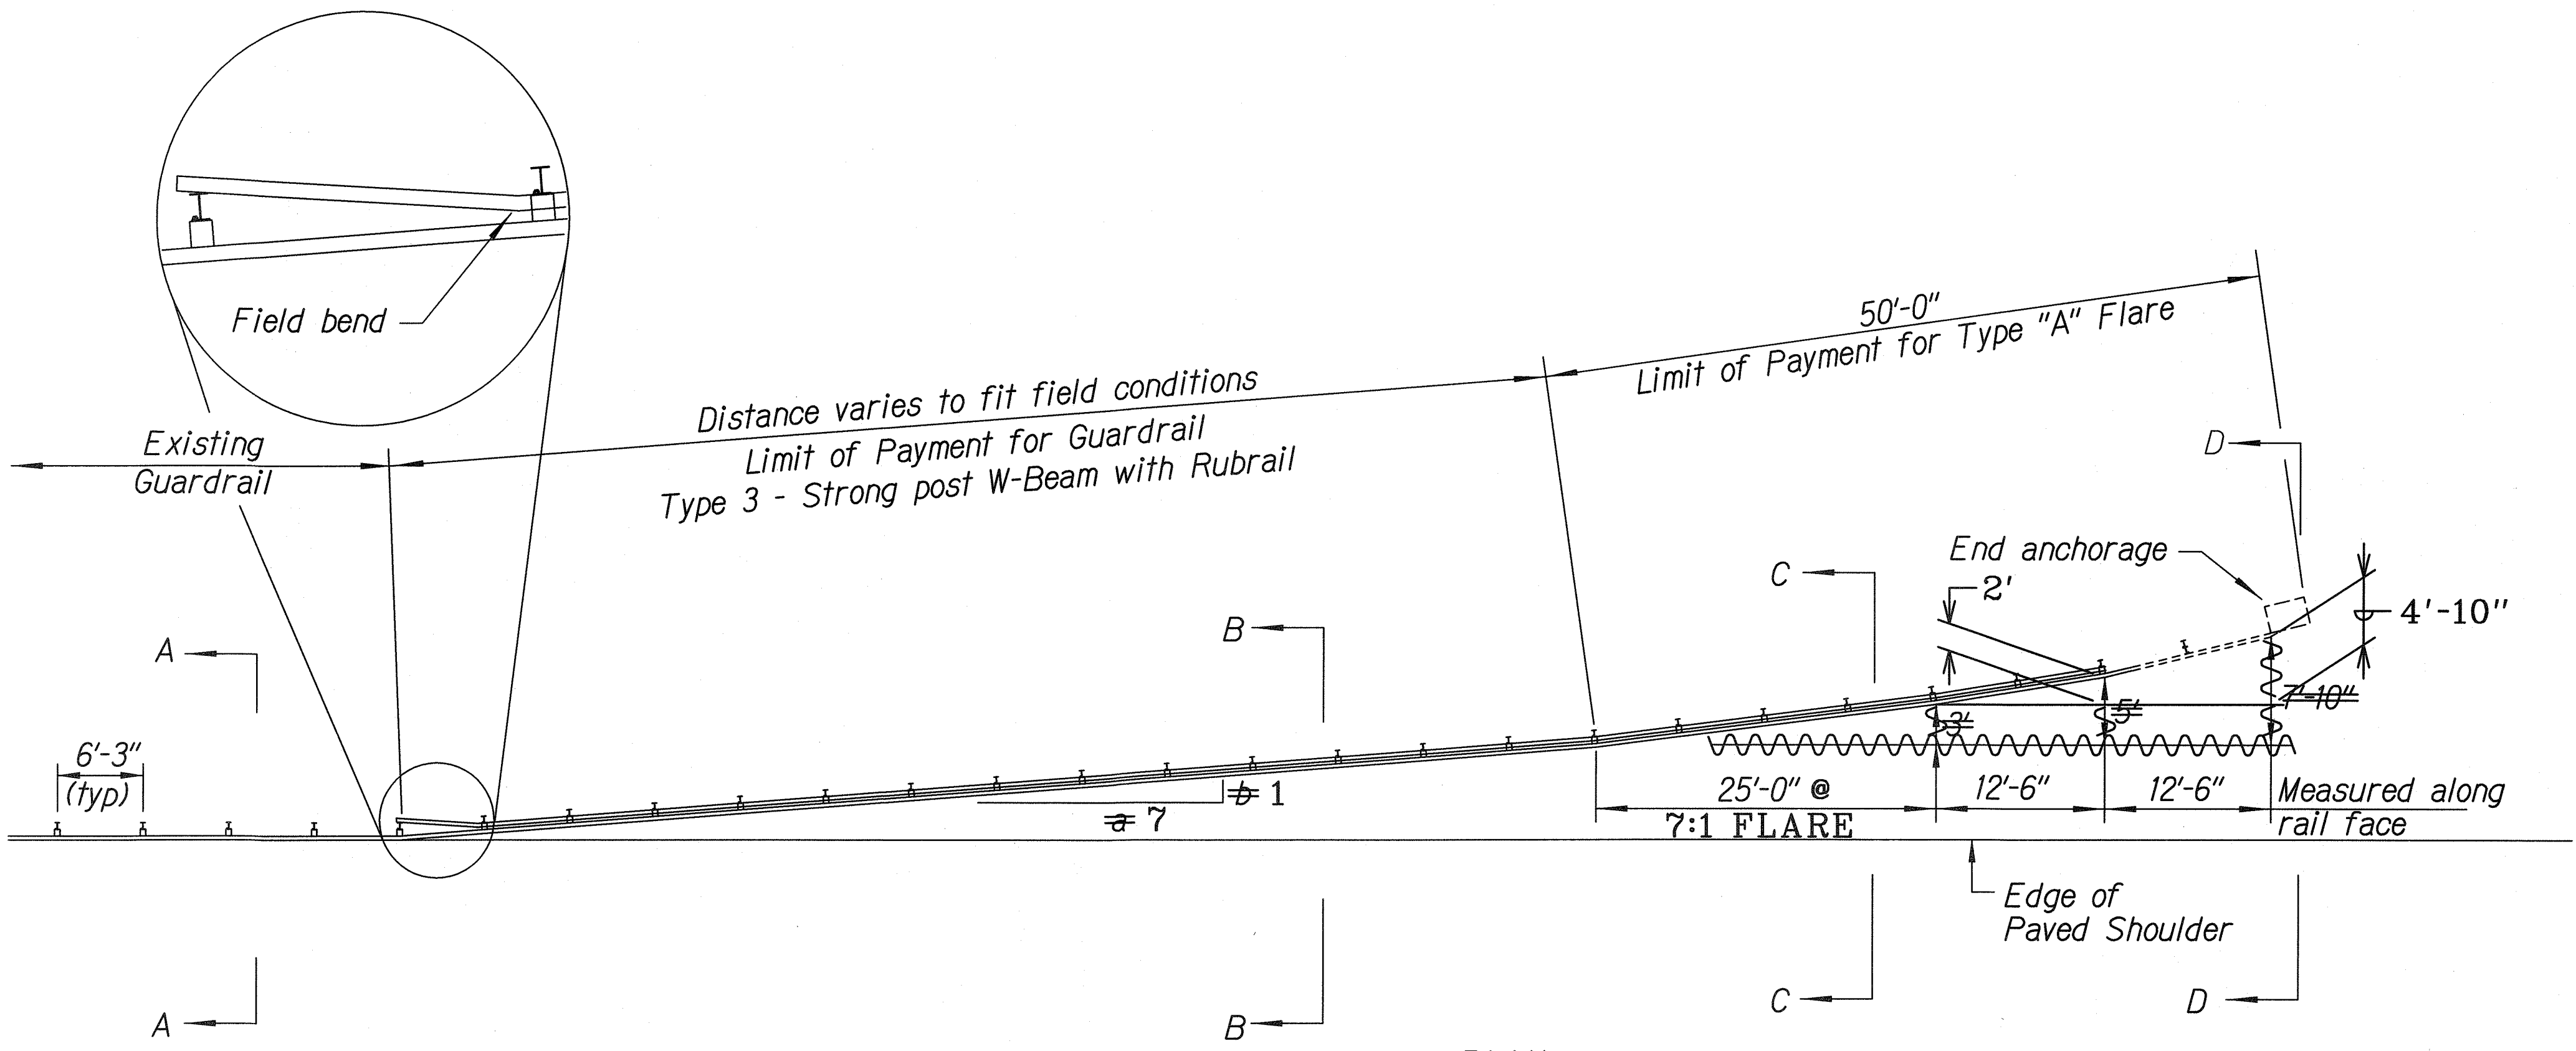 Field bend
50'-0"
Limit of Payment for Type "A" Flare
Distance varies to fit field conditions
Limit of Payment for Guardrail
Type 3 - Strong post W-Beam with Rubrail
Existing
Guardrail
D
End anchorage
C
2'
4'-10"
B
A
7'-10"
3'
5'
6'-3"
(typ)
b 1
a 7
25'-0" @
7:1 FLARE
12'-6"
12'-6"
Measured along
rail face
Edge of
Paved Shoulder
A
B
C
D